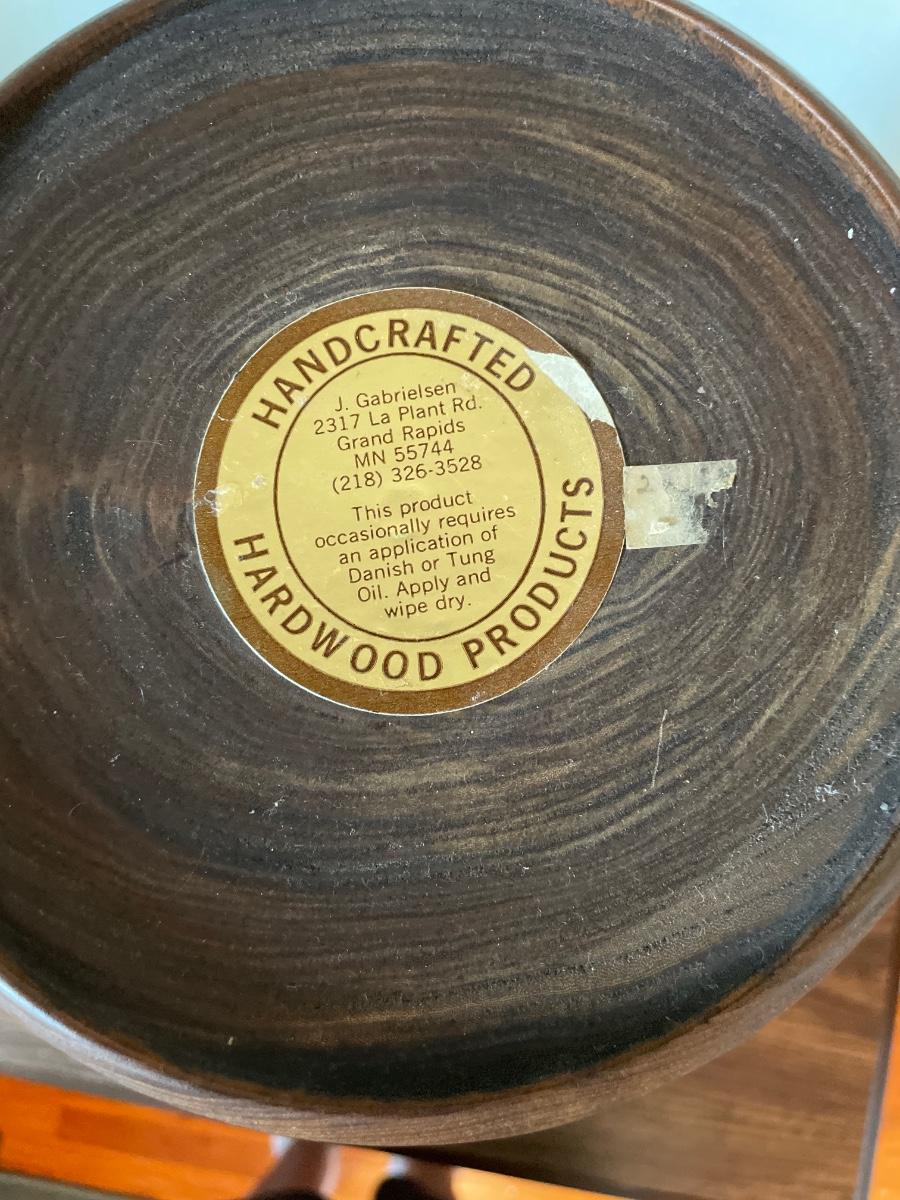 HANDCRAFTED
J. Gabrielsen
2317 La Plant Rd.
Grand Rapids
MN 55744
(218) 326-3528
This product
occasionally requires
an application of
Danish or Tung
Oil. Apply and
wipe dry.
HARDWOOD PRODUCTS